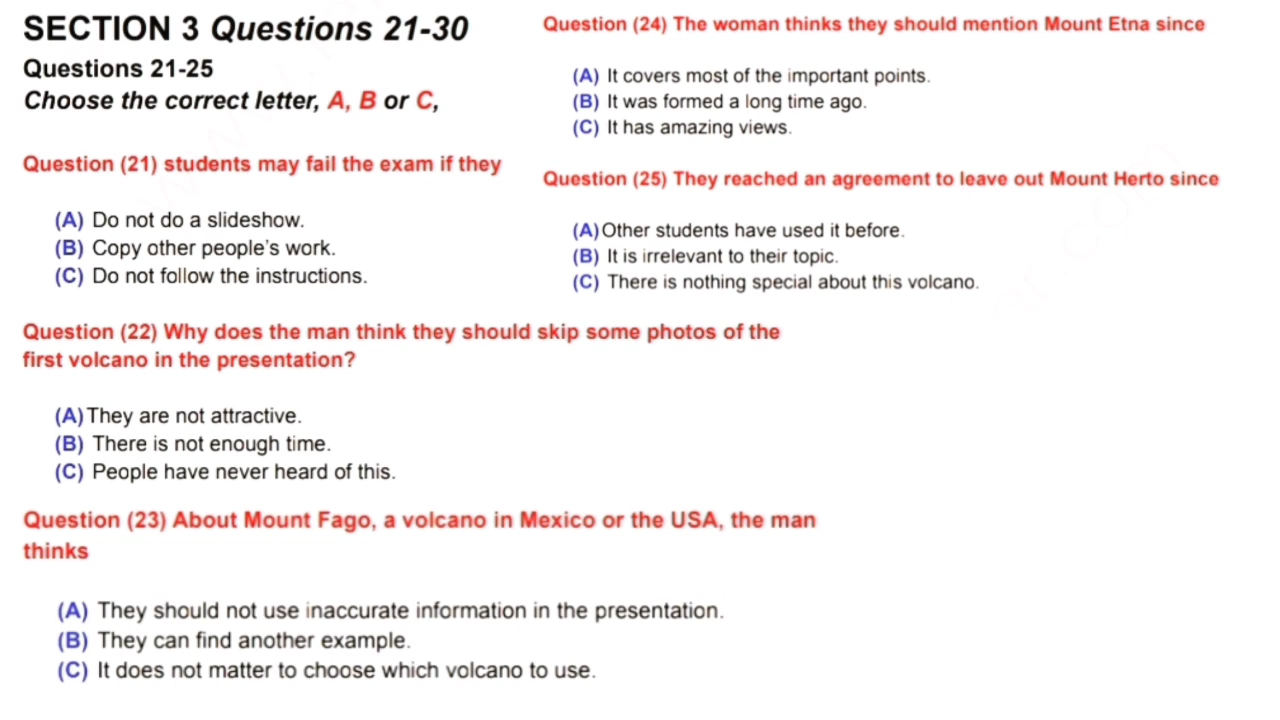 SECTION 3 Questions 21-30
Questions 21-25
Choose the correct letter, A, B or C,
Question (21) students may fail the exam if they
(A) Do not do a slideshow.
(B) Copy other people's work.
(C) Do not follow the instructions.
Question (22) Why does the man think they should skip some photos of the
first volcano in the presentation?
(A) They are not attractive.
(B) There is not enough time.
(C) People have never heard of this.
Question (23) About Mount Fago, a volcano in Mexico or the USA, the man
thinks
(A) They should not use inaccurate information in the presentation.
(B) They can find another example.
(C) It does not matter to choose which volcano to use.
Question (24) The woman thinks they should mention Mount Etna since
(A) It covers most of the important points.
(B) It was formed a long time ago.
(C) It has amazing views.
Question (25) They reached an agreement to leave out Mount Herto since
(A) Other students have used it before.
(B) It is irrelevant to their topic.
(C) There is nothing special about this volcano.